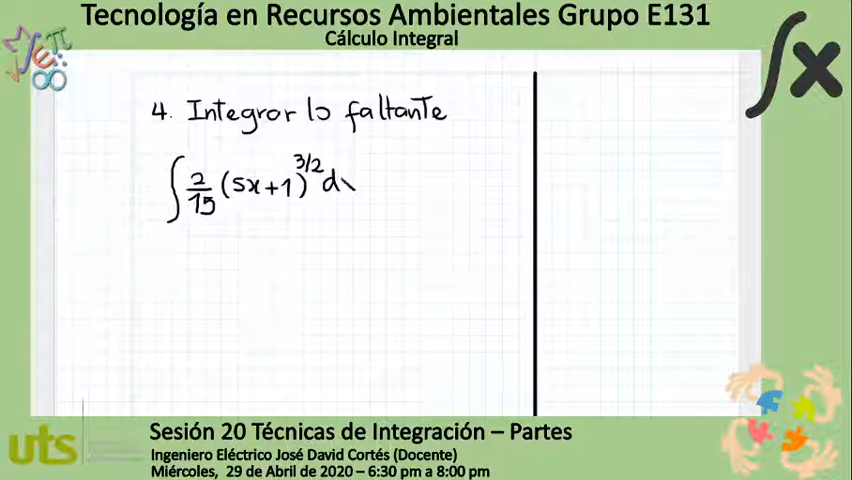 Tecnología en Recursos Ambientales Grupo E131
Cálculo Integral
∫x
4. Integrar lo faltante
∫ 2/15 (5x+1)^3/2 dx
uts
Sesión 20 Técnicas de Integración – Partes
Ingeniero Eléctrico José David Cortés (Docente)
Miércoles, 29 de Abril de 2020 – 6:30 pm a 8:00 pm